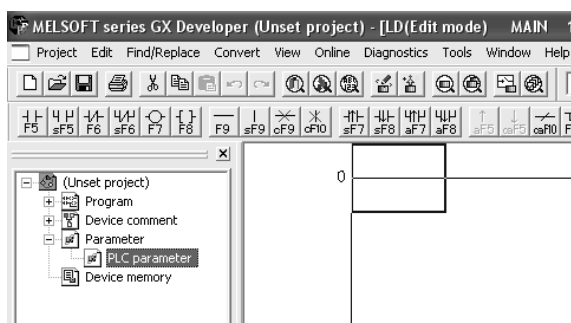 MELSOFT series GX Developer (Unset project) - [LD(Edit mode) MAIN
Project Edit Find/Replace Convert View Online Diagnostics Tools Window Help
F5 sF5 F6 sF6 F7 F8 F9 sF9 cF9 cF10 sF7 sF8 aF7 aF8 aF5 caF5 caF10 F
(Unset project)
Program
Device comment
Parameter
PLC parameter
Device memory
0